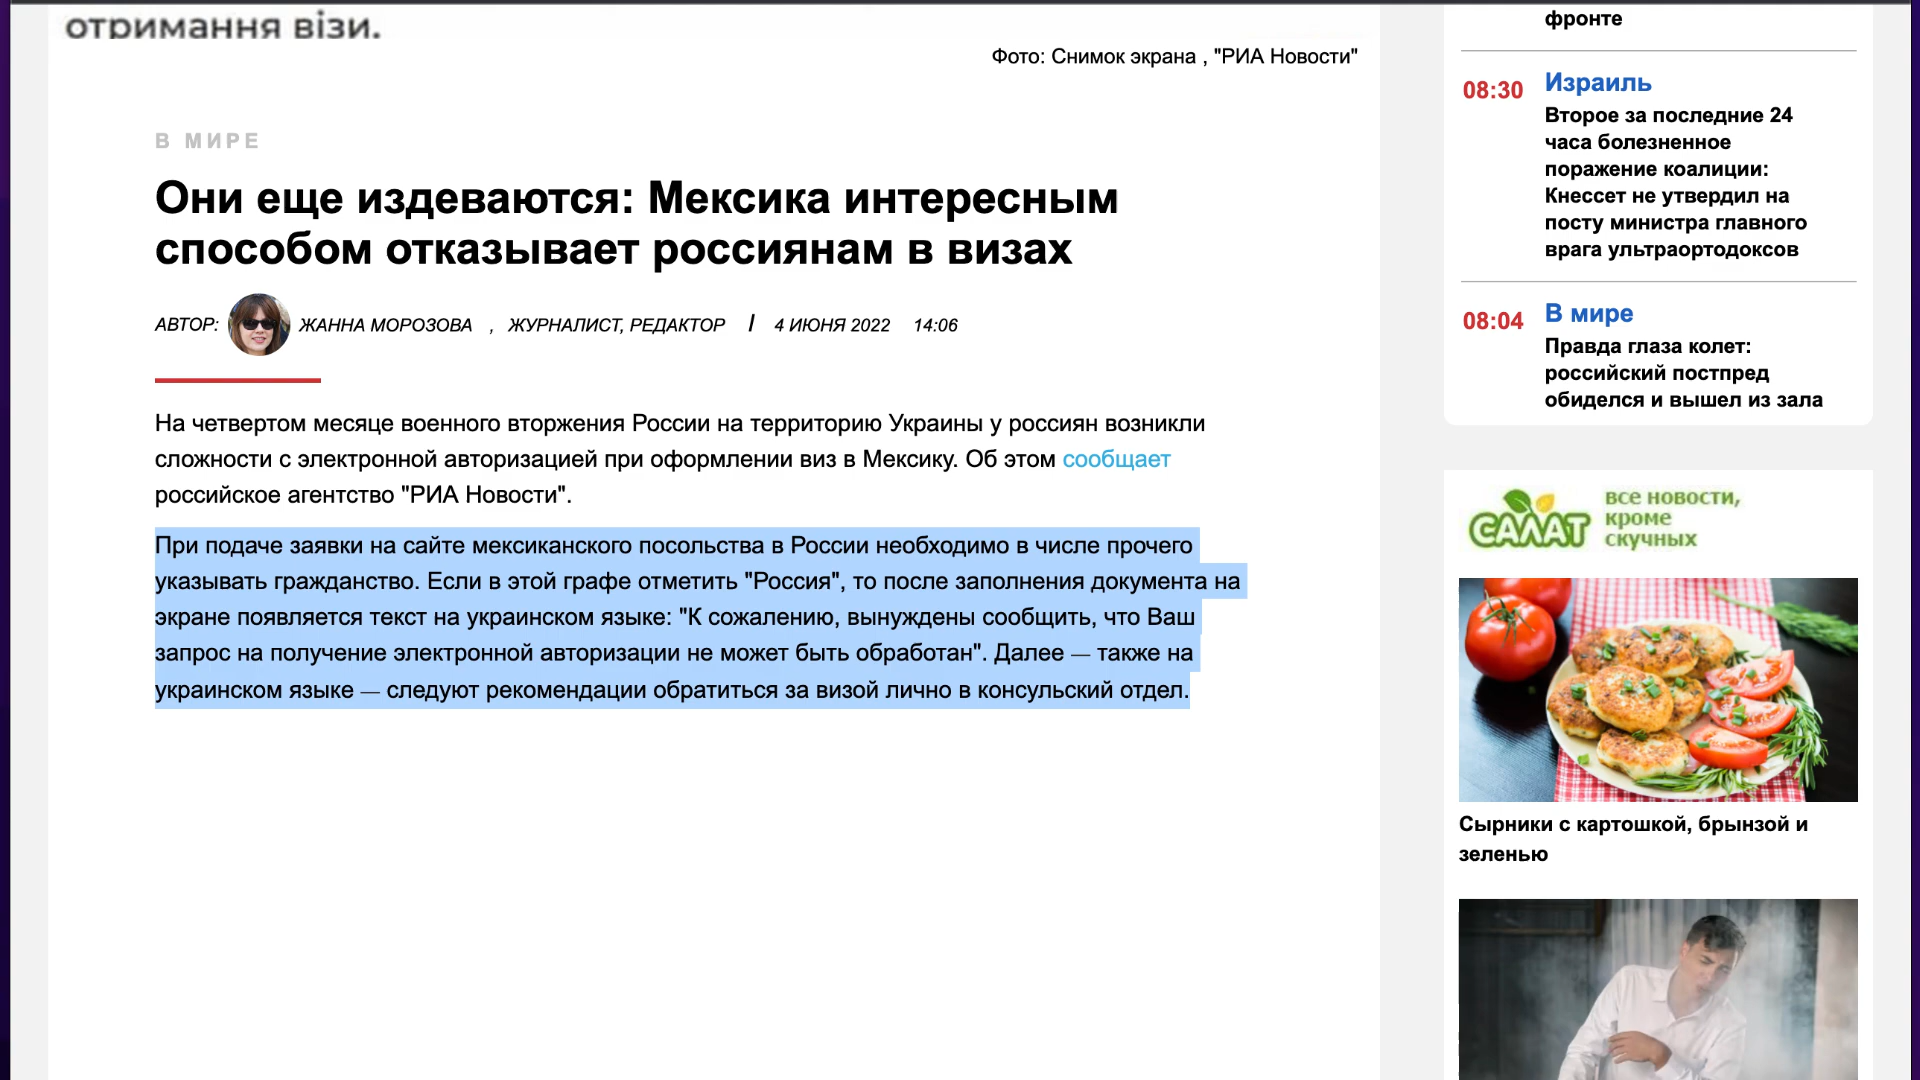 отримання візи.
Фото: Снимок экрана , "РИА Новости"
В МИРЕ
Они еще издеваются: Мексика интересным
способом отказывает россиянам в визах
АВТОР: ЖАННА МОРОЗОВА , ЖУРНАЛИСТ, РЕДАКТОР / 4 ИЮНЯ 2022 14:06
На четвертом месяце военного вторжения России на территорию Украины у россиян возникли
сложности с электронной авторизацией при оформлении виз в Мексику. Об этом сообщает
российское агентство "РИА Новости".
При подаче заявки на сайте мексиканского посольства в России необходимо в числе прочего
указывать гражданство. Если в этой графе отметить "Россия", то после заполнения документа на
экране появляется текст на украинском языке: "К сожалению, вынуждены сообщить, что Ваш
запрос на получение электронной авторизации не может быть обработан". Далее — также на
украинском языке — следуют рекомендации обратиться за визой лично в консульский отдел.
фронте
08:30 Израиль
Второе за последние 24
часа болезненное
поражение коалиции:
Кнессет не утвердил на
посту министра главного
врага ультраортодоксов
08:04 В мире
Правда глаза колет:
российский постпред
обиделся и вышел из зала
САЛАТ
все новости,
кроме
скучных
Сырники с картошкой, брынзой и
зеленью